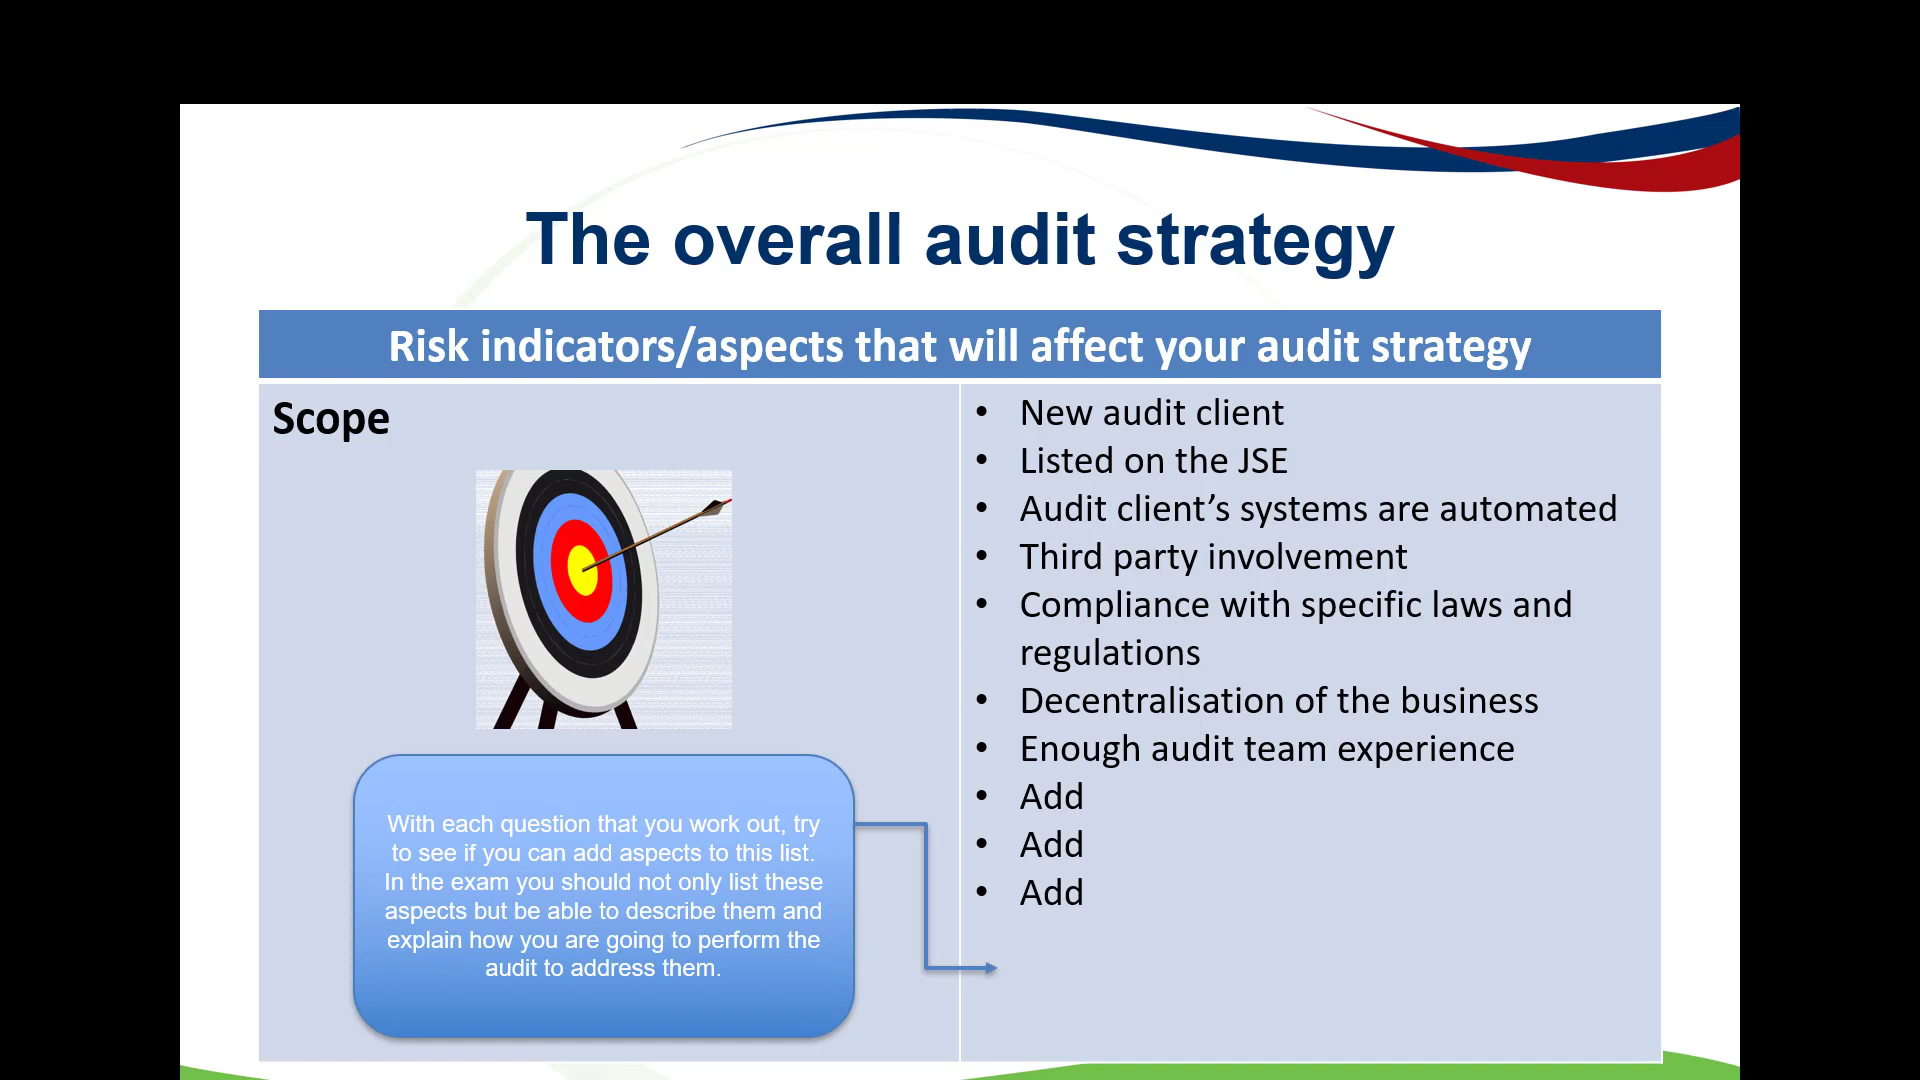 The overall audit strategy
Risk indicators/aspects that will affect your audit strategy
Scope
With each question that you work out, try
to see if you can add aspects to this list.
In the exam you should not only list these
aspects but be able to describe them and
explain how you are going to perform the
audit to address them.
• New audit client
• Listed on the JSE
• Audit client’s systems are automated
• Third party involvement
• Compliance with specific laws and
regulations
• Decentralisation of the business
• Enough audit team experience
• Add
• Add
• Add